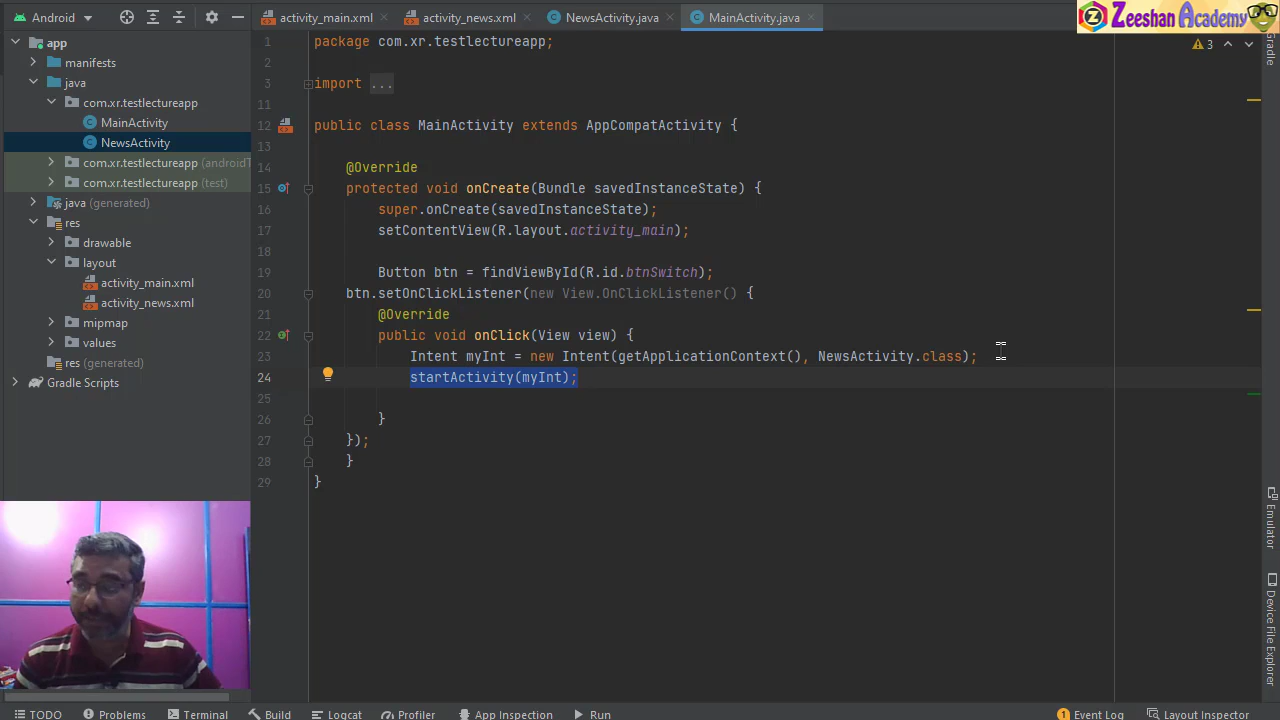 Android
activity_main.xml
activity_news.xml
NewsActivity.java
MainActivity.java
Zeeshan Academy
app
manifests
java
com.xr.testlectureapp
MainActivity
NewsActivity
com.xr.testlectureapp (androidT
com.xr.testlectureapp (test)
java (generated)
res
drawable
layout
activity_main.xml
activity_news.xml
mipmap
values
res (generated)
Gradle Scripts
3
1 package com.xr.testlectureapp;
2
3 import ...
11
12 public class MainActivity extends AppCompatActivity {
13
14 @Override
15 protected void onCreate(Bundle savedInstanceState) {
16 super.onCreate(savedInstanceState);
17 setContentView(R.layout.activity_main);
18
19 Button btn = findViewById(R.id.btnSwitch);
20 btn.setOnClickListener(new View.OnClickListener() {
21 @Override
22 public void onClick(View view) {
23 Intent myInt = new Intent(getApplicationContext(), NewsActivity.class);
24 startActivity(myInt);
25
26 }
27 });
28 }
29 }
Gradle
Emulator
Device File Explorer
TODO
Problems
Terminal
Build
Logcat
Profiler
App Inspection
Run
1 Event Log
Layout Inspector